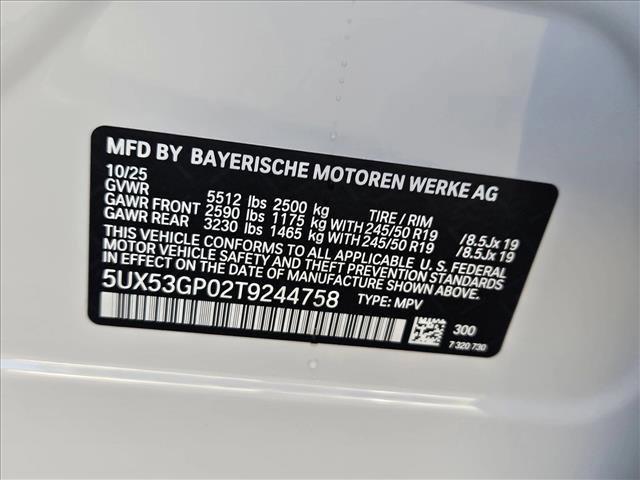 MFD BY BAYERISCHE MOTOREN WERKE AG
10/25
GVWR 5512 lbs 2500 kg TIRE / RIM
GAWR FRONT 2590 lbs 1175 kg WITH 245/50 R19 /8.5Jx 19
GAWR REAR 3230 lbs 1465 kg WITH 245/50 R19 /8.5Jx 19
THIS VEHICLE CONFORMS TO ALL APPLICABLE U.S. FEDERAL
MOTOR VEHICLE SAFETY AND THEFT PREVENTION STANDARDS
IN EFFECT ON THE DATE OF MANUFACTURE SHOWN ABOVE.
5UX53GP02T9244758 TYPE: MPV
300
7 320 730